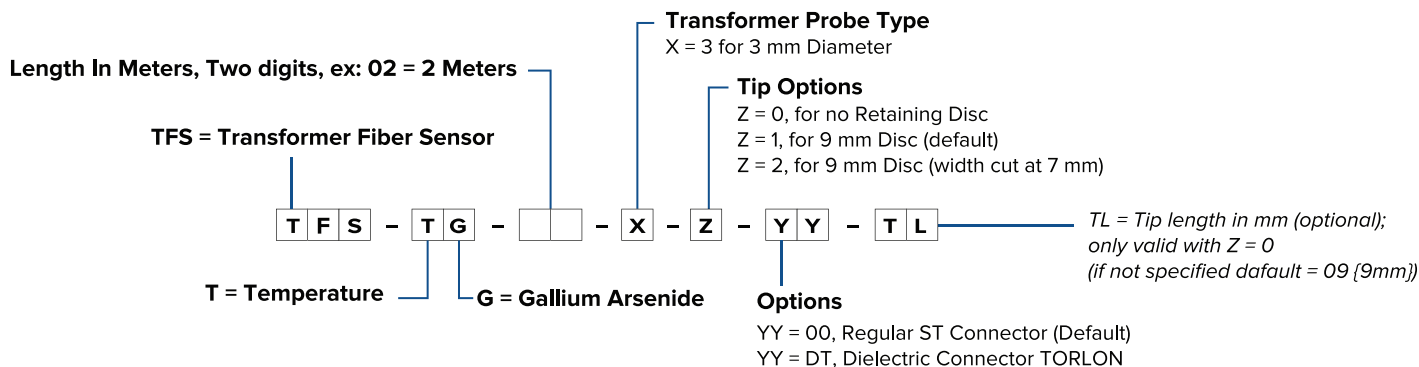 Transformer Probe Type
X = 3 for 3 mm Diameter
Length In Meters, Two digits, ex: 02 = 2 Meters
Tip Options
Z = 0, for no Retaining Disc
Z = 1, for 9 mm Disc (default)
Z = 2, for 9 mm Disc (width cut at 7 mm)
TFS = Transformer Fiber Sensor
T F S - T G - - X - Z - Y Y - T L
TL = Tip length in mm (optional);
only valid with Z = 0
(if not specified dafault = 09 {9mm})
T = Temperature
G = Gallium Arsenide
Options
YY = 00, Regular ST Connector (Default)
YY = DT, Dielectric Connector TORLON